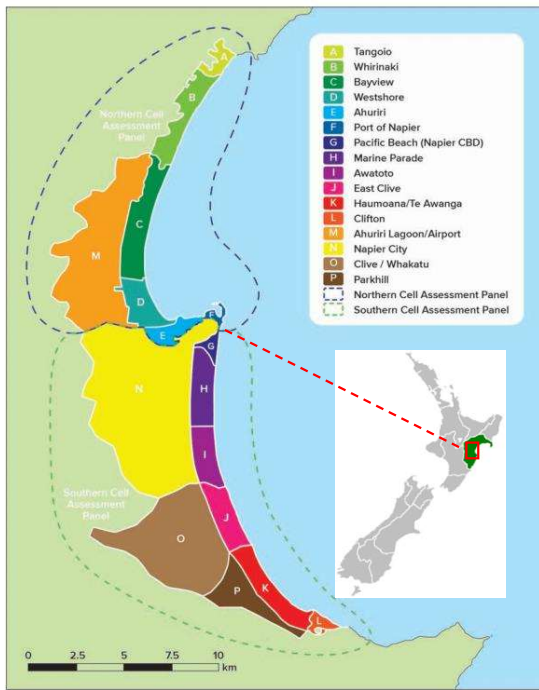 A Tangoio
B Whirinaki
C Bayview
D Westshore
E Ahuriri
F Port of Napier
G Pacific Beach (Napier CBD)
H Marine Parade
I Awatoto
J East Clive
K Haumoana/Te Awanga
L Clifton
M Ahuriri Lagoon/Airport
N Napier City
O Clive / Whakatu
P Parkhill
Northern Cell Assessment Panel
Southern Cell Assessment Panel
A
B
Northern Cell
Assessment
Panel
C
M
D
F
E
G
N
H
I
Southern Cell
Assessment
Panel
J
O
K
P
L
0 2.5 5 7.5 10
km